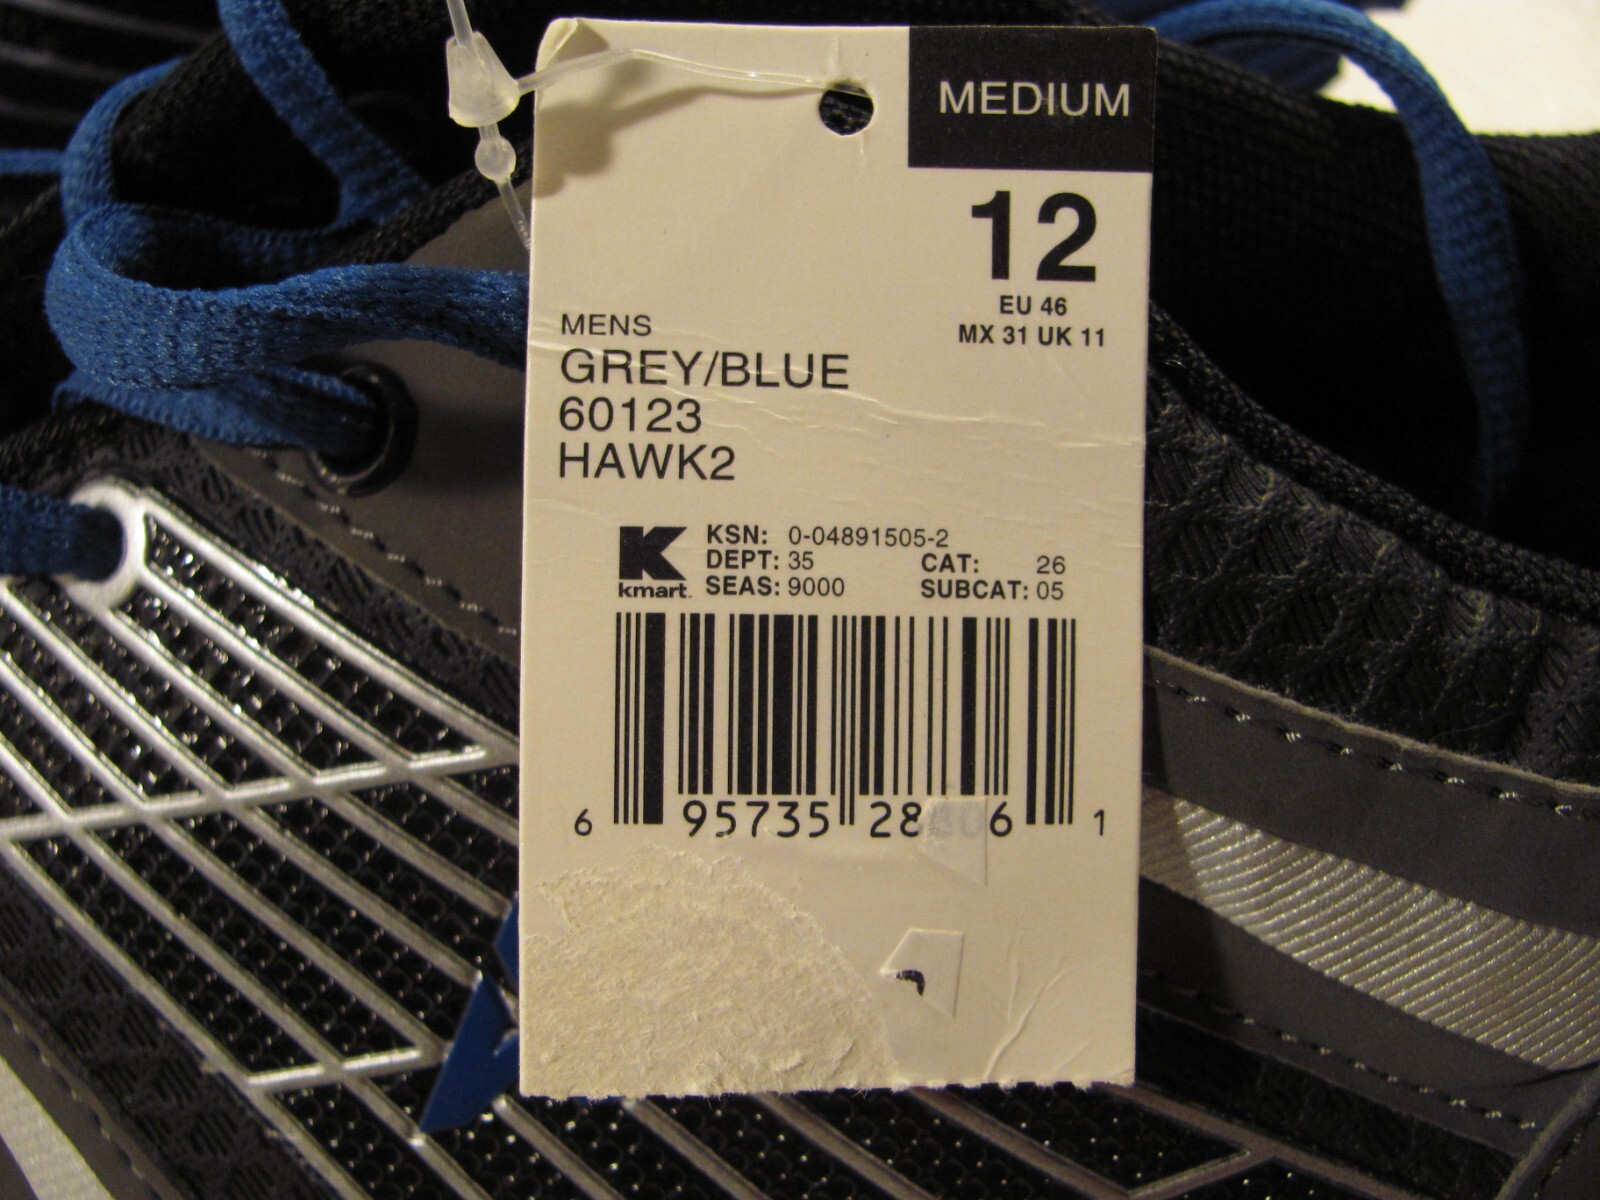 MEDIUM
12
EU 46
MX 31 UK 11
MENS
GREY/BLUE
60123
HAWK2
K
kmart
KSN: 0-04891505-2
DEPT: 35 CAT: 26
SEAS: 9000 SUBCAT: 05
6 95735 28 6 1